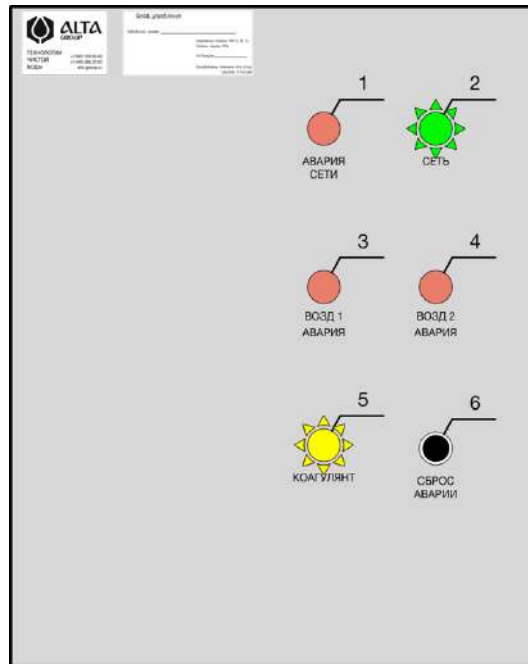 ALTA
GROUP
ТЕХНОЛОГИИ
ЧИСТОЙ
ВОДЫ
1
2
АВАРИЯ
СЕТИ
СЕТЬ
3
4
ВОЗД 1
АВАРИЯ
ВОЗД 2
АВАРИЯ
5
6
КОАГУЛЯНТ
СБРОС
АВАРИИ